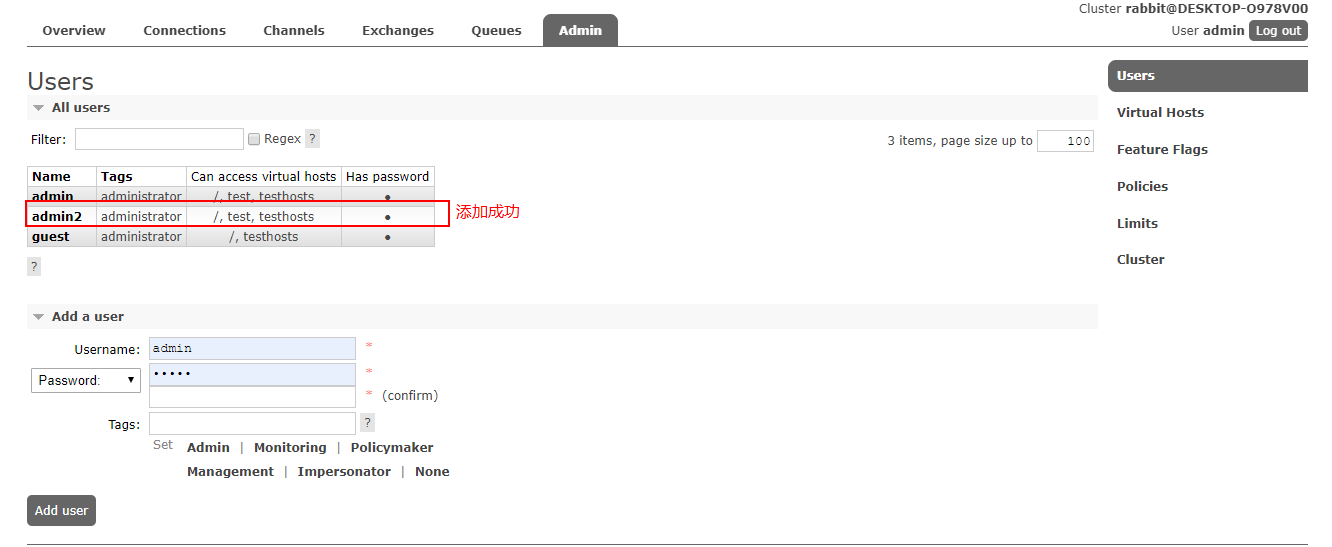 Cluster rabbit@DESKTOP-O978V00
Overview Connections Channels Exchanges Queues Admin
User admin Log out
Users
All users
Filter: Regex ?
3 items, page size up to 100
Name Tags Can access virtual hosts Has password
admin administrator /, test, testhosts ●
admin2 administrator /, test, testhosts ● 添加成功
guest administrator /, testhosts ●
?
Add a user
Username: admin *
Password: ••••• *
* (confirm)
Tags: ?
Set Admin | Monitoring | Policymaker
Management | Impersonator | None
Add user
Users
Virtual Hosts
Feature Flags
Policies
Limits
Cluster